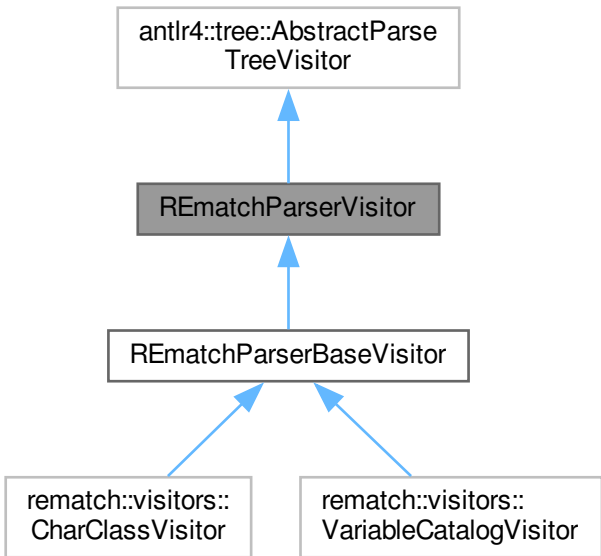 antlr4::tree::AbstractParse
TreeVisitor
REmatchParserVisitor
REmatchParserBaseVisitor
rematch::visitors::
CharClassVisitor
rematch::visitors::
VariableCatalogVisitor